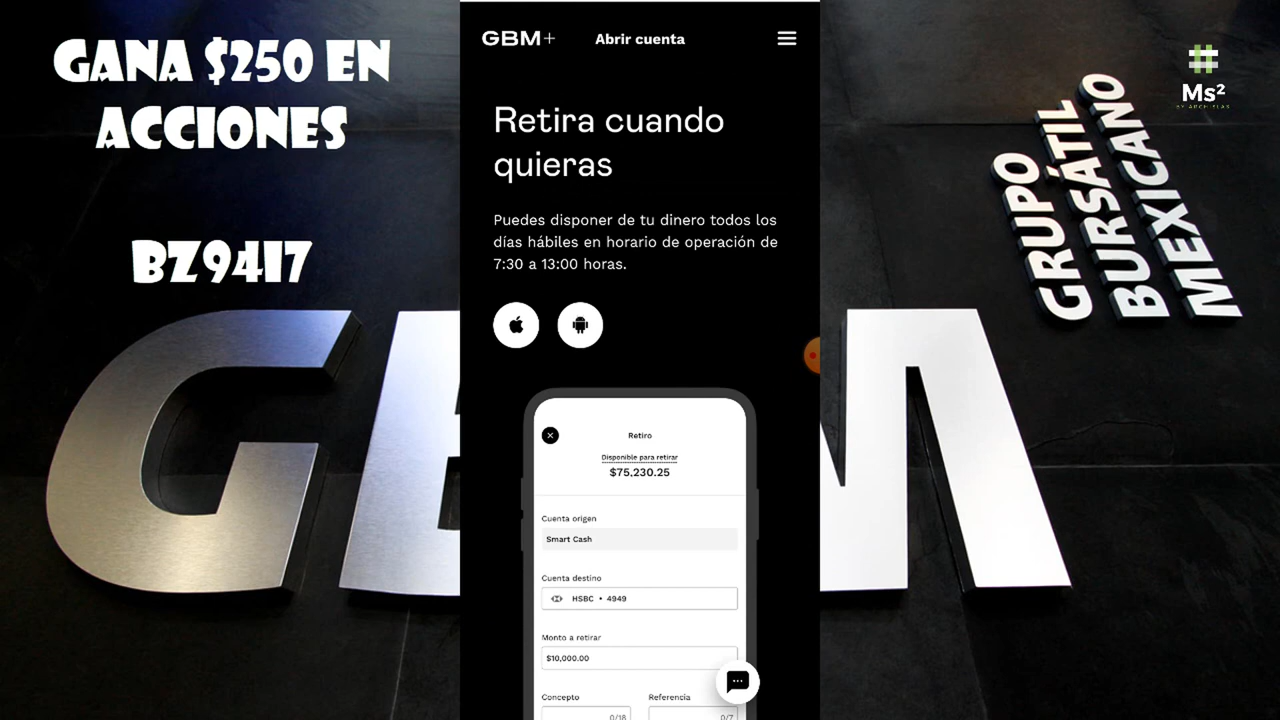 GANA $250 EN
ACCIONES
BZ94I7
GBM+
Abrir cuenta
Retira cuando
quieras
Puedes disponer de tu dinero todos los
días hábiles en horario de operación de
7:30 a 13:00 horas.
Retiro
Disponible para retirar
$75,230.25
Cuenta origen
Smart Cash
Cuenta destino
HSBC • 4949
Monto a retirar
$10,000.00
Concepto
Referencia
0/18
0/7
GRUPO
BURSÁTIL
MEXICANO
Ms²
BY ARCHIELAS